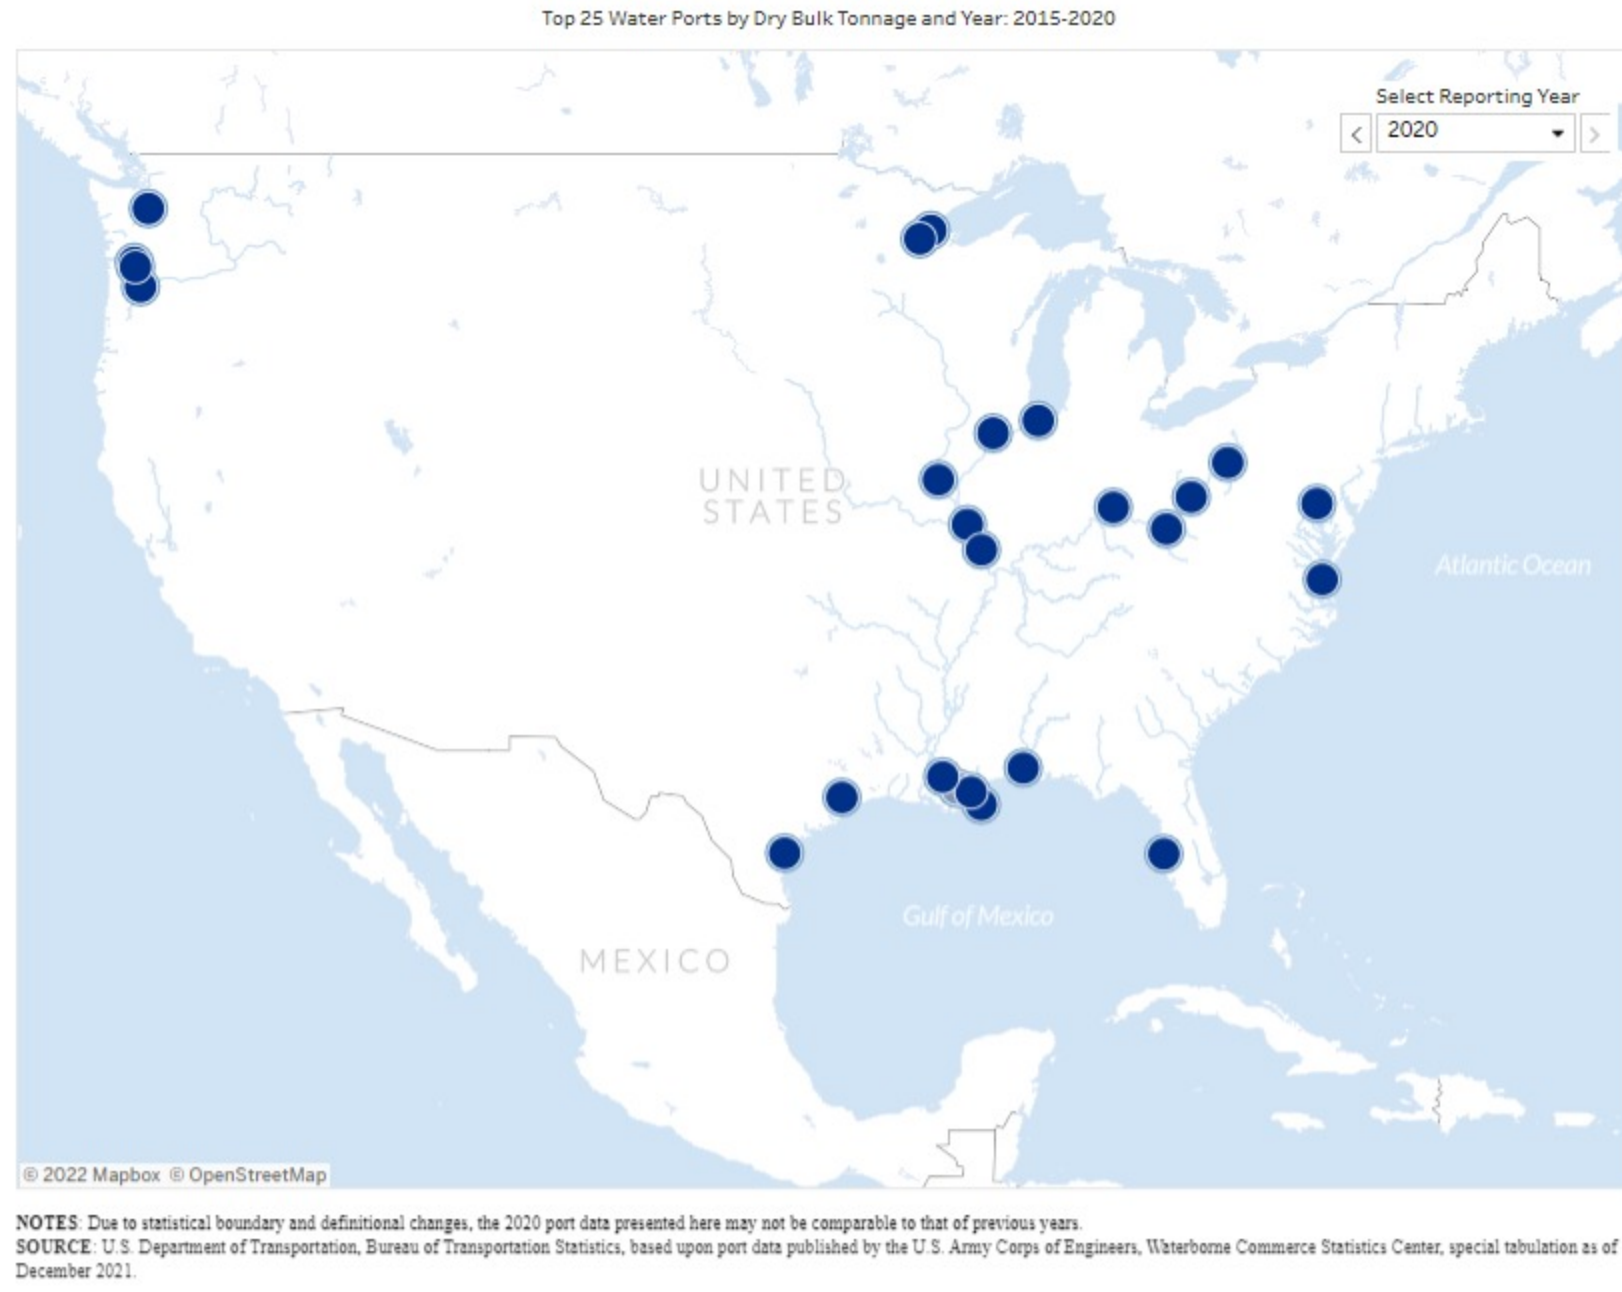 Top 25 Water Ports by Dry Bulk Tonnage and Year: 2015-2020
Select Reporting Year
2020
UNITED
STATES
Atlantic Ocean
Gulf of Mexico
MEXICO
© 2022 Mapbox © OpenStreetMap
NOTES: Due to statistical boundary and definitional changes, the 2020 port data presented here may not be comparable to that of previous years.
SOURCE: U.S. Department of Transportation, Bureau of Transportation Statistics, based upon port data published by the U.S. Army Corps of Engineers, Waterborne Commerce Statistics Center, special tabulation as of
December 2021.